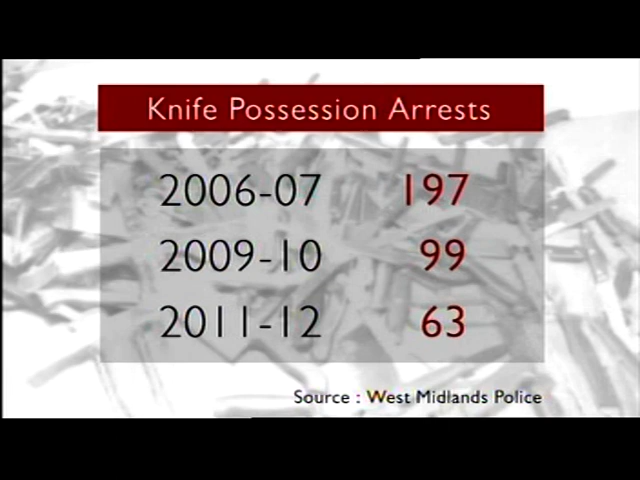 Knife Possession Arrests
2006-07 197
2009-10 99
2011-12 63
Source : West Midlands Police